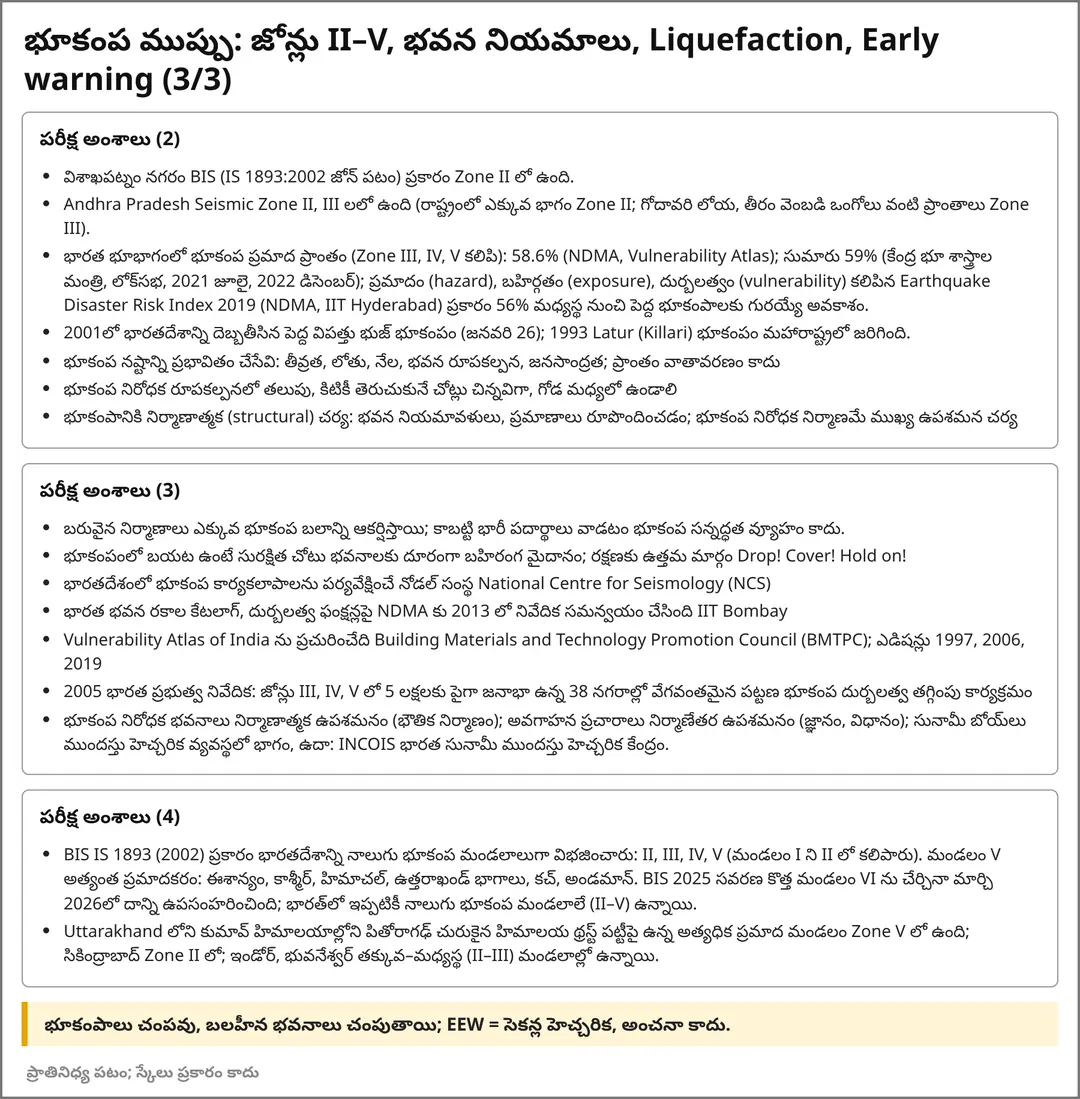 భూకంప ముప్పు: జోన్లు II–V, భవన నియమాలు, Liquefaction, Early
warning (3/3)
పరీక్ష అంశాలు (2)
• విశాఖపట్నం నగరం BIS (IS 1893:2002 జోన్ పటం) ప్రకారం Zone II లో ఉంది.
• Andhra Pradesh Seismic Zone II, III లలో ఉంది (రాష్ట్రంలో ఎక్కువ భాగం Zone II; గోదావరి లోయ, తీరం వెంబడి ఒంగోలు వంటి ప్రాంతాలు Zone
III).
• భారత భూభాగంలో భూకంప ప్రమాద ప్రాంతం (Zone III, IV, V కలిపి): 58.6% (NDMA, Vulnerability Atlas); సుమారు 59% (కేంద్ర భూ శాస్త్రాల
మంత్రి, లోక్‌సభ, 2021 జూలై, 2022 డిసెంబర్); ప్రమాదం (hazard), బహిర్గతం (exposure), దుర్బలత్వం (vulnerability) కలిపిన Earthquake
Disaster Risk Index 2019 (NDMA, IIT Hyderabad) ప్రకారం 56% మధ్యస్థ నుంచి పెద్ద భూకంపాలకు గురయ్యే అవకాశం.
• 2001లో భారతదేశాన్ని దెబ్బతీసిన పెద్ద విపత్తు భుజ్ భూకంపం (జనవరి 26); 1993 Latur (Killari) భూకంపం మహారాష్ట్రలో జరిగింది.
• భూకంప నష్టాన్ని ప్రభావితం చేసేవి: తీవ్రత, లోతు, నేల, భవన రూపకల్పన, జనసాంద్రత; ప్రాంతం వాతావరణం కాదు
• భూకంప నిరోధక రూపకల్పనలో తలుపు, కిటికీ తెరుచుకునే చోట్లు చిన్నవిగా, గోడ మధ్యలో ఉండాలి
• భూకంపానికి నిర్మాణాత్మక (structural) చర్య: భవన నియమావళులు, ప్రమాణాలు రూపొందించడం; భూకంప నిరోధక నిర్మాణమే ముఖ్య ఉపశమన చర్య
పరీక్ష అంశాలు (3)
• బరువైన నిర్మాణాలు ఎక్కువ భూకంప బలాన్ని ఆకర్షిస్తాయి; కాబట్టి భారీ పదార్థాలు వాడటం భూకంప సన్నద్ధత వ్యూహం కాదు.
• భూకంపంలో బయట ఉంటే సురక్షిత చోటు భవనాలకు దూరంగా బహిరంగ మైదానం; రక్షణకు ఉత్తమ మార్గం Drop! Cover! Hold on!
• భారతదేశంలో భూకంప కార్యకలాపాలను పర్యవేక్షించే నోడల్ సంస్థ National Centre for Seismology (NCS)
• భారత భవన రకాల కేటలాగ్, దుర్బలత్వ ఫంక్షన్లపై NDMA కు 2013 లో నివేదిక సమన్వయం చేసింది IIT Bombay
• Vulnerability Atlas of India ను ప్రచురించేది Building Materials and Technology Promotion Council (BMTPC); ఎడిషన్లు 1997, 2006,
2019
• 2005 భారత ప్రభుత్వ నివేదిక: జోన్లు III, IV, V లో 5 లక్షలకు పైగా జనాభా ఉన్న 38 నగరాల్లో వేగవంతమైన పట్టణ భూకంప దుర్బలత్వ తగ్గింపు కార్యక్రమం
• భూకంప నిరోధక భవనాలు నిర్మాణాత్మక ఉపశమనం (భౌతిక నిర్మాణం); అవగాహన ప్రచారాలు నిర్మాణేతర ఉపశమనం (జ్ఞానం, విధానం); సునామీ బోయ్‌లు
ముందస్తు హెచ్చరిక వ్యవస్థలో భాగం, ఉదా: INCOIS భారత సునామీ ముందస్తు హెచ్చరిక కేంద్రం.
పరీక్ష అంశాలు (4)
• BIS IS 1893 (2002) ప్రకారం భారతదేశాన్ని నాలుగు భూకంప మండలాలుగా విభజించారు: II, III, IV, V (మండలం I ని II లో కలిపారు). మండలం V
అత్యంత ప్రమాదకరం: ఈశాన్యం, కాశ్మీర్, హిమాచల్, ఉత్తరాఖండ్ భాగాలు, కచ్, అండమాన్. BIS 2025 సవరణ కొత్త మండలం VI ను చేర్చినా మార్చి
2026లో దాన్ని ఉపసంహరించింది; భారత్‌లో ఇప్పటికీ నాలుగు భూకంప మండలాలే (II–V) ఉన్నాయి.
• Uttarakhand లోని కుమావ్ హిమాలయాల్లోని పితోరాగఢ్ చురుకైన హిమాలయ థ్రస్ట్ పట్టీపై ఉన్న అత్యధిక ప్రమాద మండలం Zone V లో ఉంది;
సికింద్రాబాద్ Zone II లో; ఇండోర్, భువనేశ్వర్ తక్కువ–మధ్యస్థ (II–III) మండలాల్లో ఉన్నాయి.
భూకంపాలు చంపవు, బలహీన భవనాలు చంపుతాయి; EEW = సెకన్ల హెచ్చరిక, అంచనా కాదు.
ప్రాతినిధ్య పటం; స్కేలు ప్రకారం కాదు